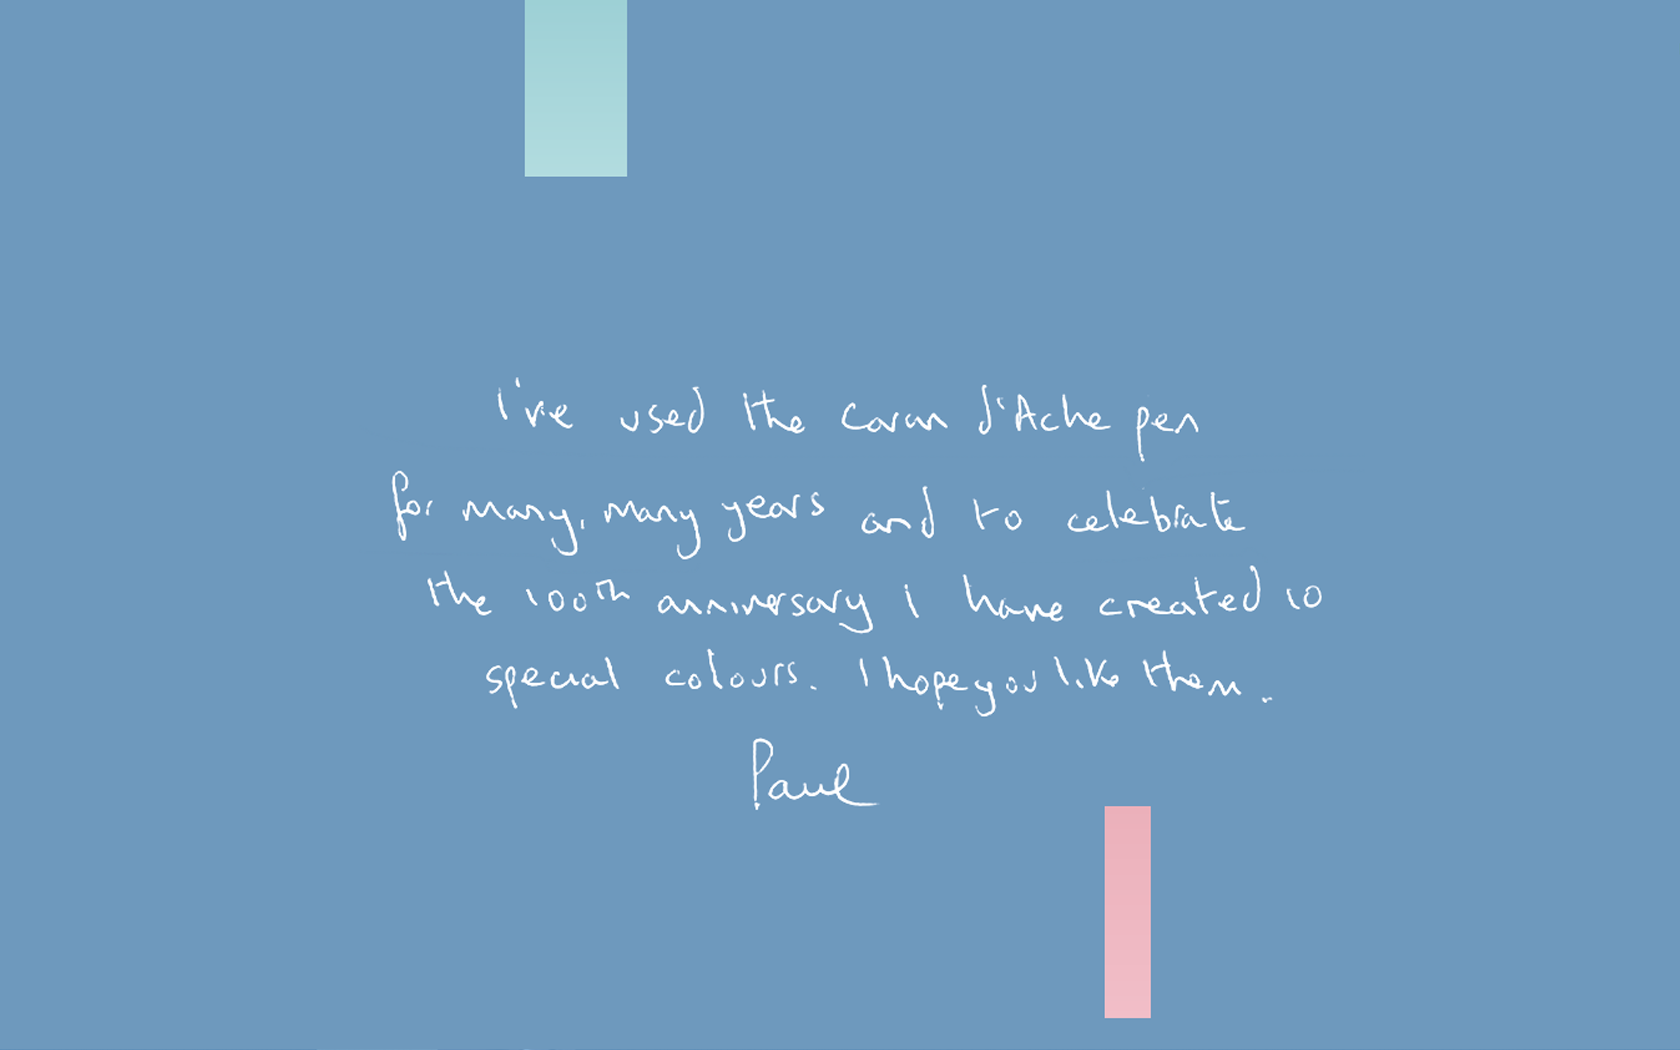 I've used the Caran d'Ache pen
for many, many years and to celebrate
the 100th anniversary I have created 10
special colours. I hope you like them.
Paul